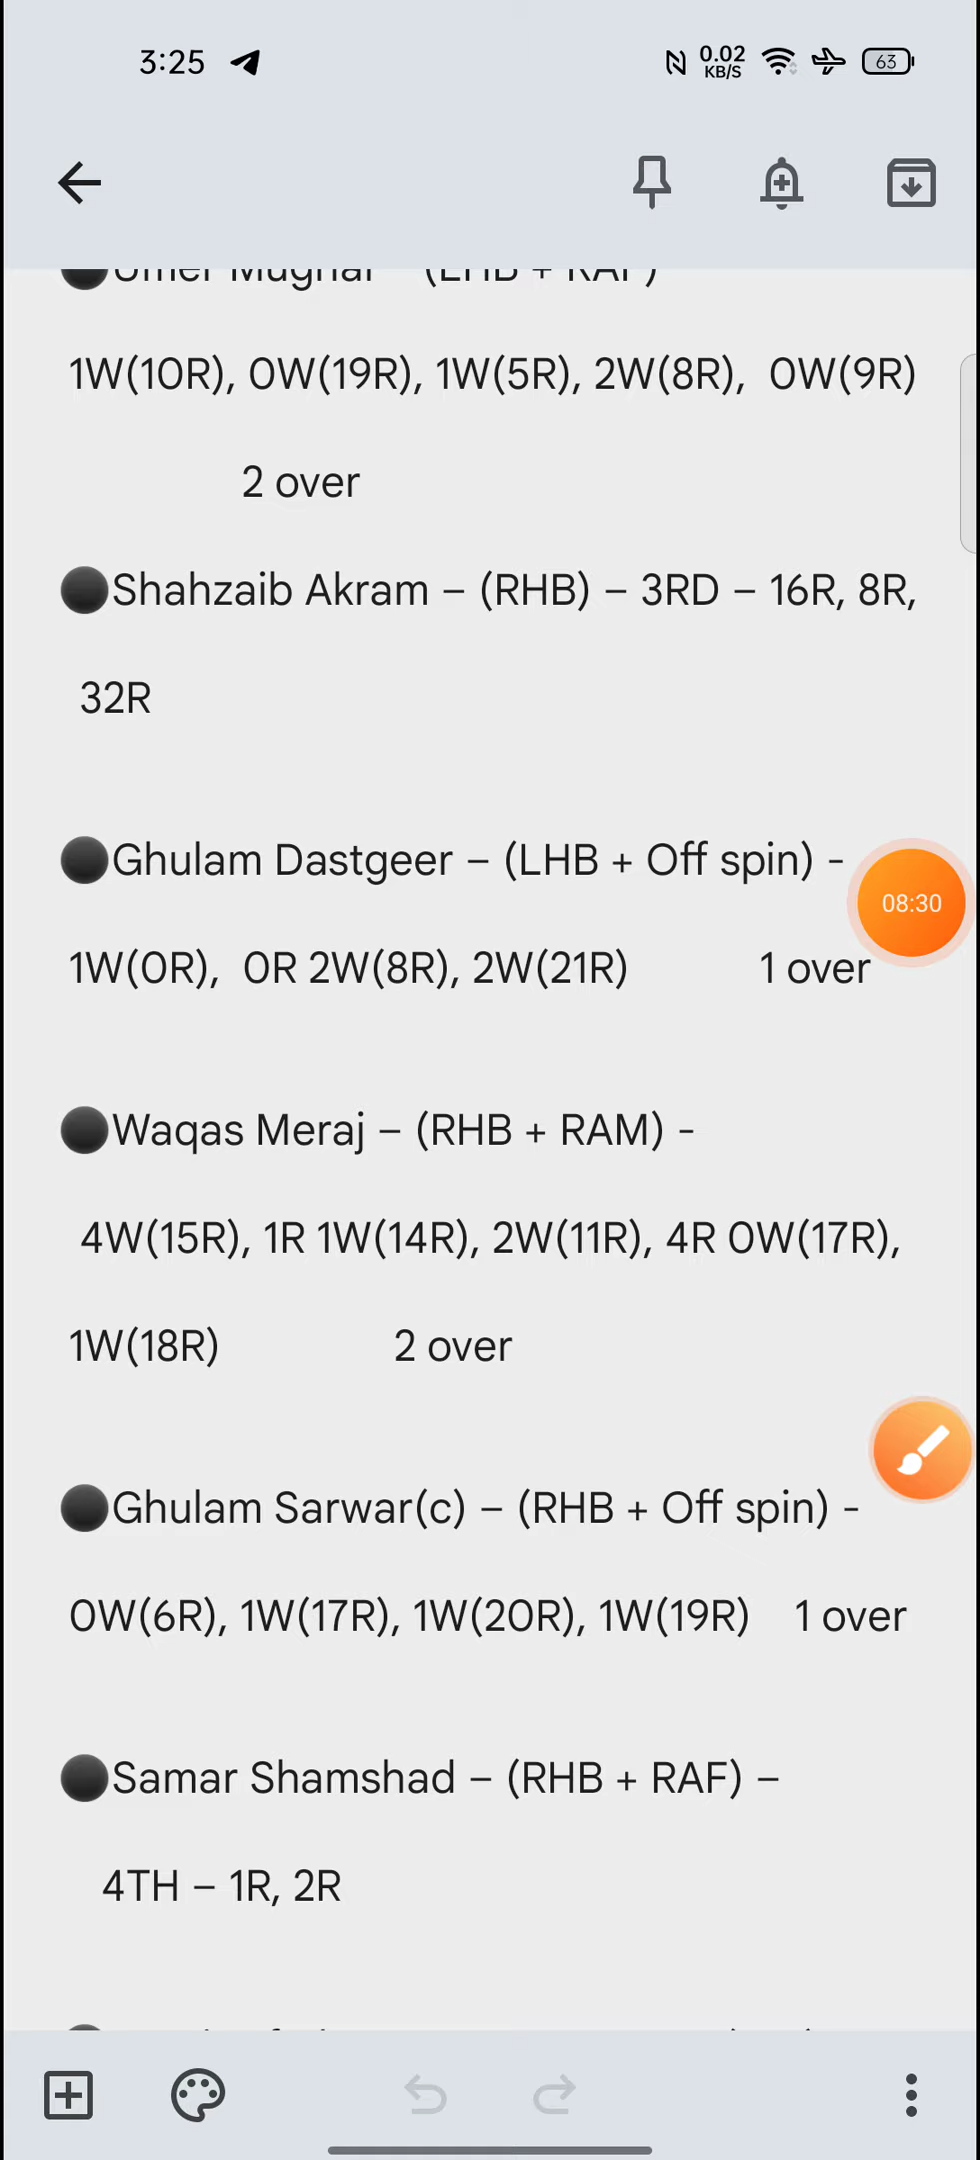 3:25
0.02
KB/S
63
Umer Mughal – (LHB + RAF)
1W(10R), 0W(19R), 1W(5R), 2W(8R), 0W(9R)
2 over
Shahzaib Akram – (RHB) – 3RD – 16R, 8R,
32R
Ghulam Dastgeer – (LHB + Off spin) -
08:30
1W(0R), 0R 2W(8R), 2W(21R) 1 over
Waqas Meraj – (RHB + RAM) -
4W(15R), 1R 1W(14R), 2W(11R), 4R 0W(17R),
1W(18R) 2 over
Ghulam Sarwar(c) – (RHB + Off spin) -
0W(6R), 1W(17R), 1W(20R), 1W(19R) 1 over
Samar Shamshad – (RHB + RAF) –
4TH – 1R, 2R